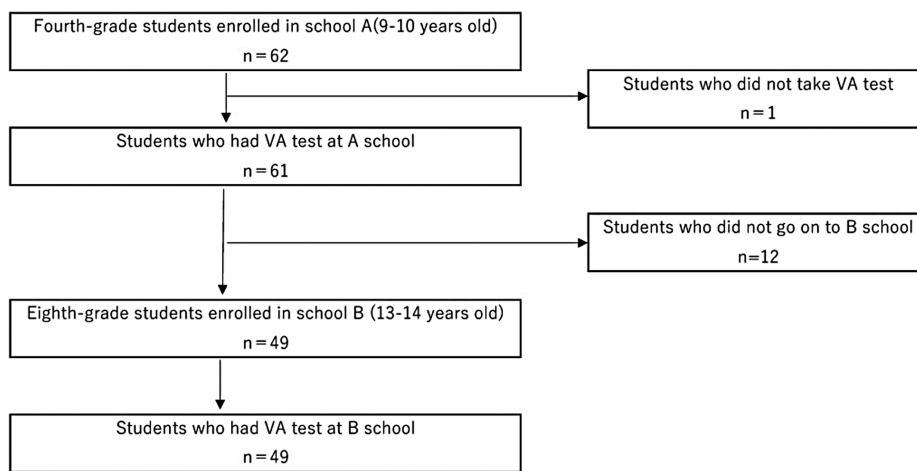 Fourth-grade students enrolled in school A(9-10 years old)
n=62
Students who did not take VA test
n=1
Students who had VA test at A school
n=61
Students who did not go on to B school
n=12
Eighth-grade students enrolled in school B (13-14 years old)
n=49
Students who had VA test at B school
n=49